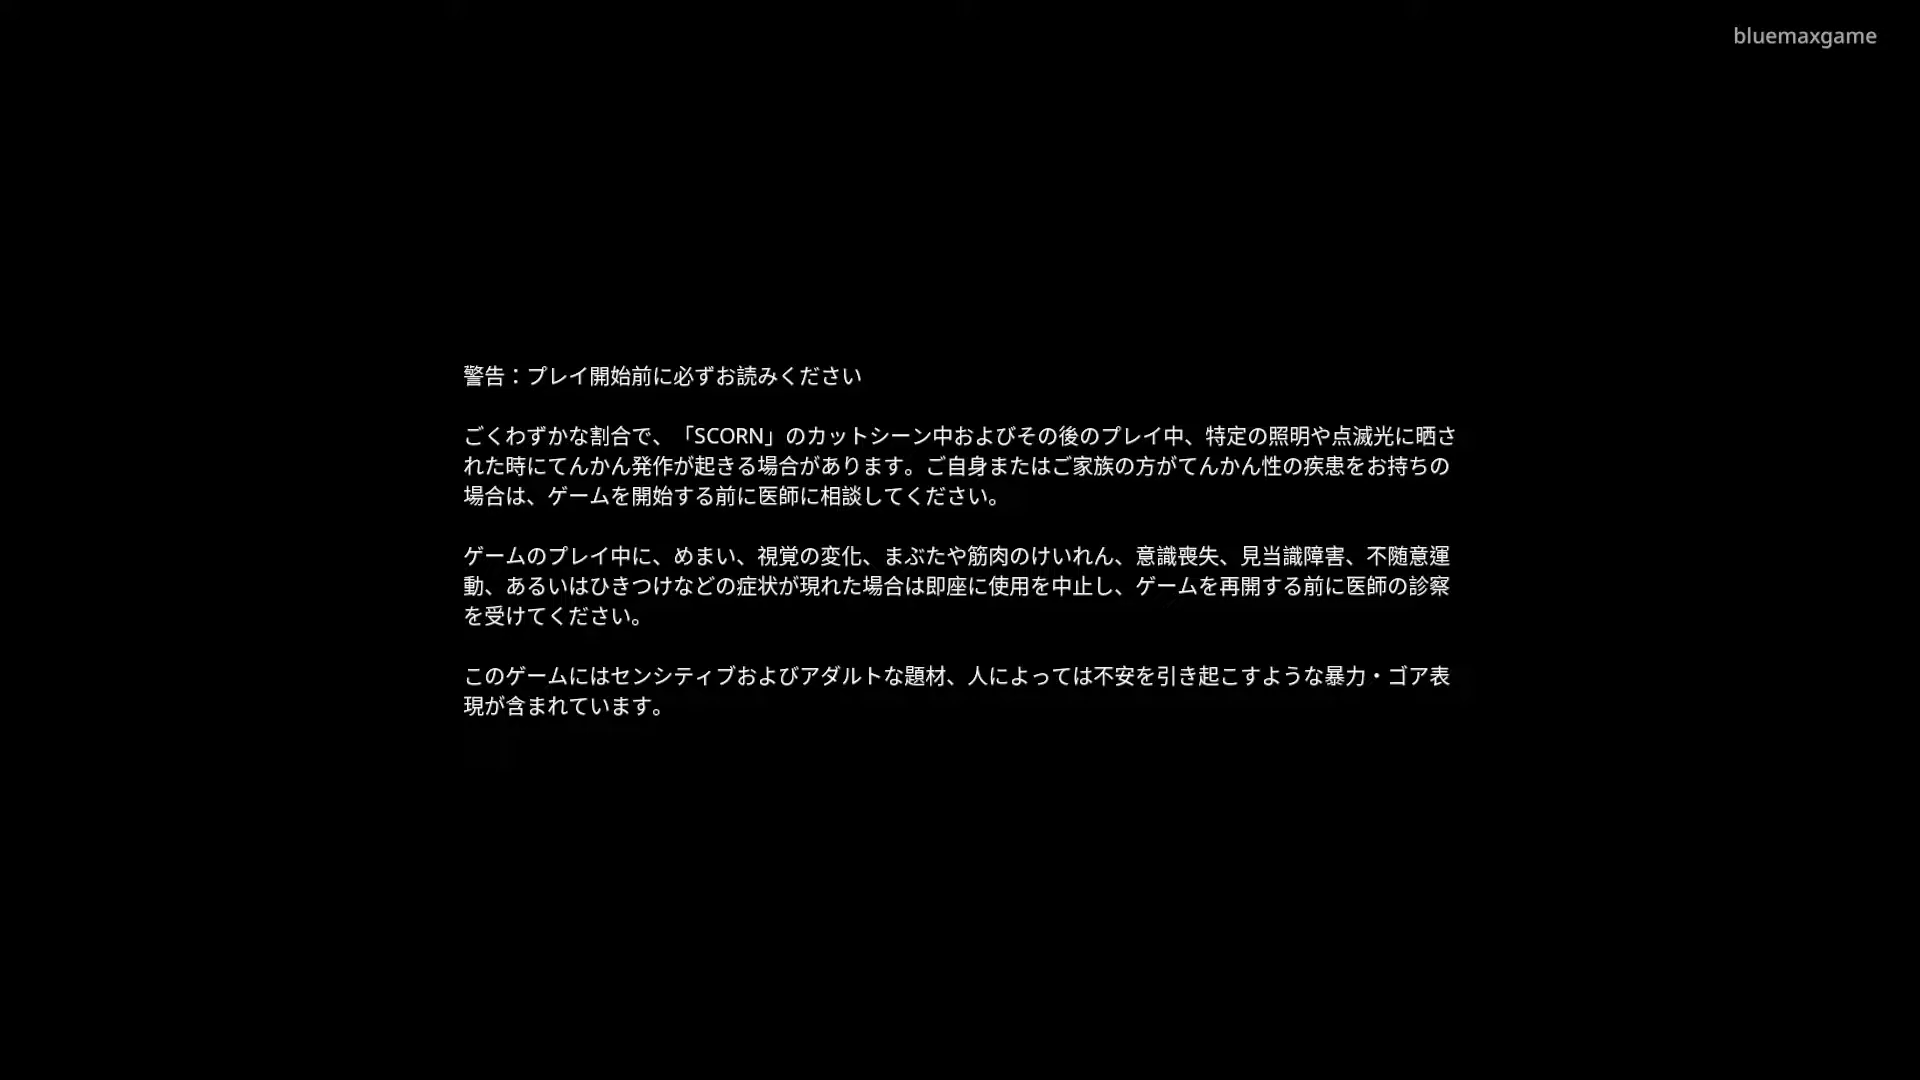 bluemaxgame
警告：プレイ開始前に必ずお読みください
ごくわずかな割合で、「SCORN」のカットシーン中およびその後のプレイ中、特定の照明や点滅光に晒さ
れた時にてんかん発作が起きる場合があります。ご自身またはご家族の方がてんかん性の疾患をお持ちの
場合は、ゲームを開始する前に医師に相談してください。
ゲームのプレイ中に、めまい、視覚の変化、まぶたや筋肉のけいれん、意識喪失、見当識障害、不随意運
動、あるいはひきつけなどの症状が現れた場合は即座に使用を中止し、ゲームを再開する前に医師の診察
を受けてください。
このゲームにはセンシティブおよびアダルトな題材、人によっては不安を引き起こすような暴力・ゴア表
現が含まれています。